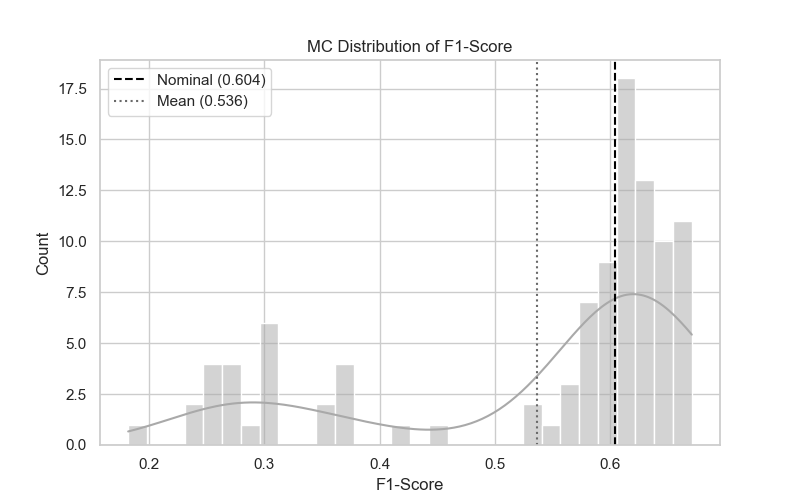 MC Distribution of F1-Score
Nominal (0.604)
Mean (0.536)
17.5
15.0
12.5
10.0
7.5
5.0
2.5
0.0
Count
0.2 0.3 0.4 0.5 0.6
F1-Score